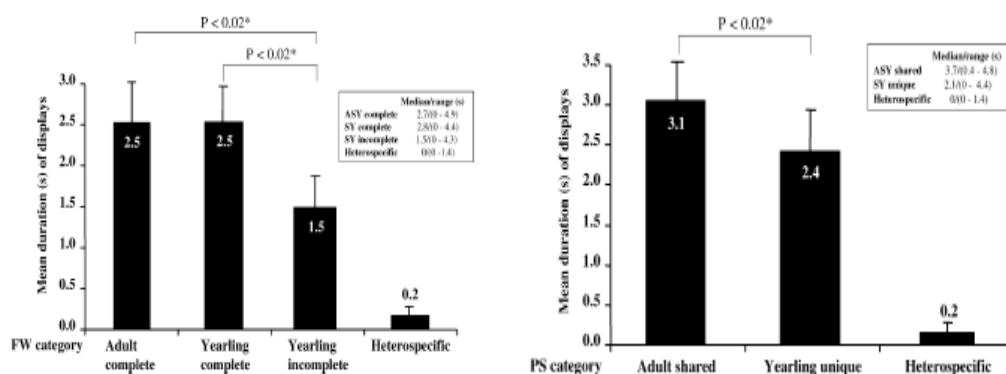 P < 0.02*
P < 0.02*
Mean duration (s) of displays
3.0
2.5
2.0
1.5
1.0
0.5
0.0
2.5
2.5
1.5
0.2
Median/range (s)
ASY complete 2.7/(0 - 4.9)
SY complete 2.8/(0 - 4.4)
SY incomplete 1.5/(0 - 4.3)
Heterospecific 0/(0 -1.4)
FW category
Adult complete
Yearling complete
Yearling incomplete
Heterospecific
P < 0.02*
Mean duration (s) of displays
3.5
3.0
2.5
2.0
1.5
1.0
0.5
0.0
3.1
2.4
0.2
Median/range (s)
ASY shared 3.7/(0.4 - 4.8)
SY unique 2.1/(0 - 4.4)
Heterospecific 0/(0 - 1.4)
PS category
Adult shared
Yearling unique
Heterospecific